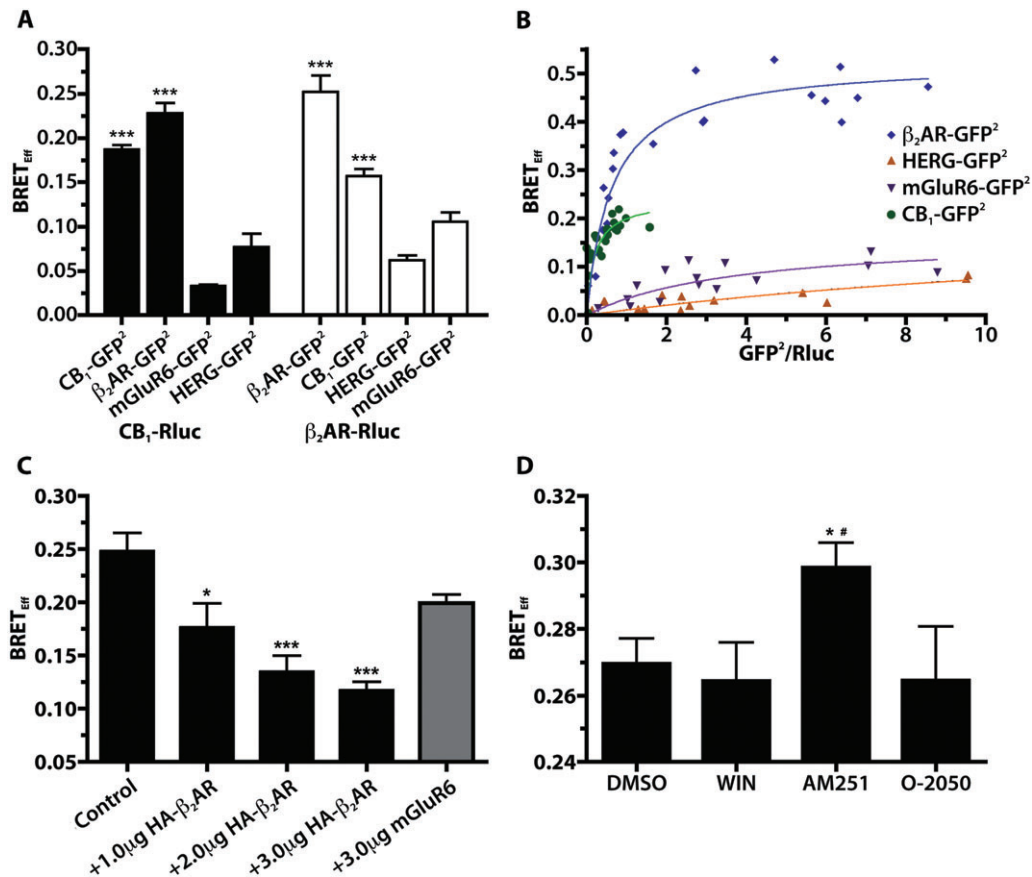 A
BRET_Eff
0.30
0.25
0.20
0.15
0.10
0.05
0.00
***
***
***
***
CB₁-GFP²
β₂AR-GFP²
mGluR6-GFP²
HERG-GFP²
β₂AR-GFP²
CB₁-GFP²
HERG-GFP²
mGluR6-GFP²
CB₁-Rluc
β₂AR-Rluc
B
BRET_Eff
0.5
0.4
0.3
0.2
0.1
0.0
0
2
4
6
8
10
GFP²/Rluc
β₂AR-GFP²
HERG-GFP²
mGluR6-GFP²
CB₁-GFP²
C
BRET_Eff
0.30
0.25
0.20
0.15
0.10
0.05
*
***
***
Control
+1.0μg HA-β₂AR
+2.0μg HA-β₂AR
+3.0μg HA-β₂AR
+3.0μg mGluR6
D
BRET_Eff
0.32
0.30
0.28
0.26
0.24
* #
DMSO
WIN
AM251
O-2050